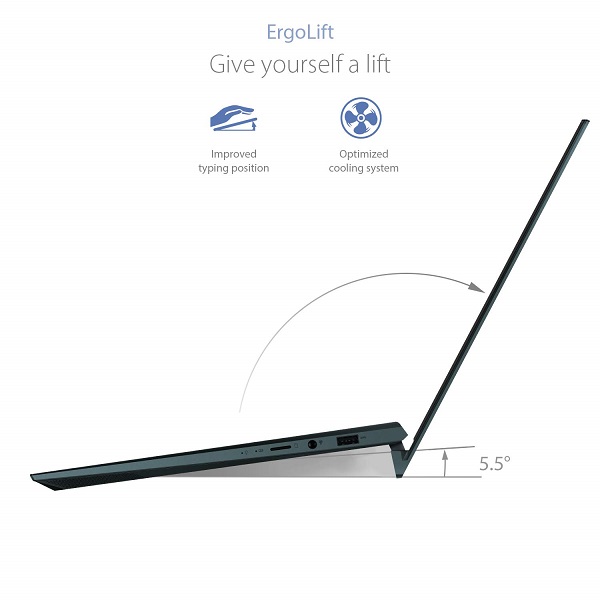 ErgoLift
Give yourself a lift
Improved
typing position
Optimized
cooling system
5.5°